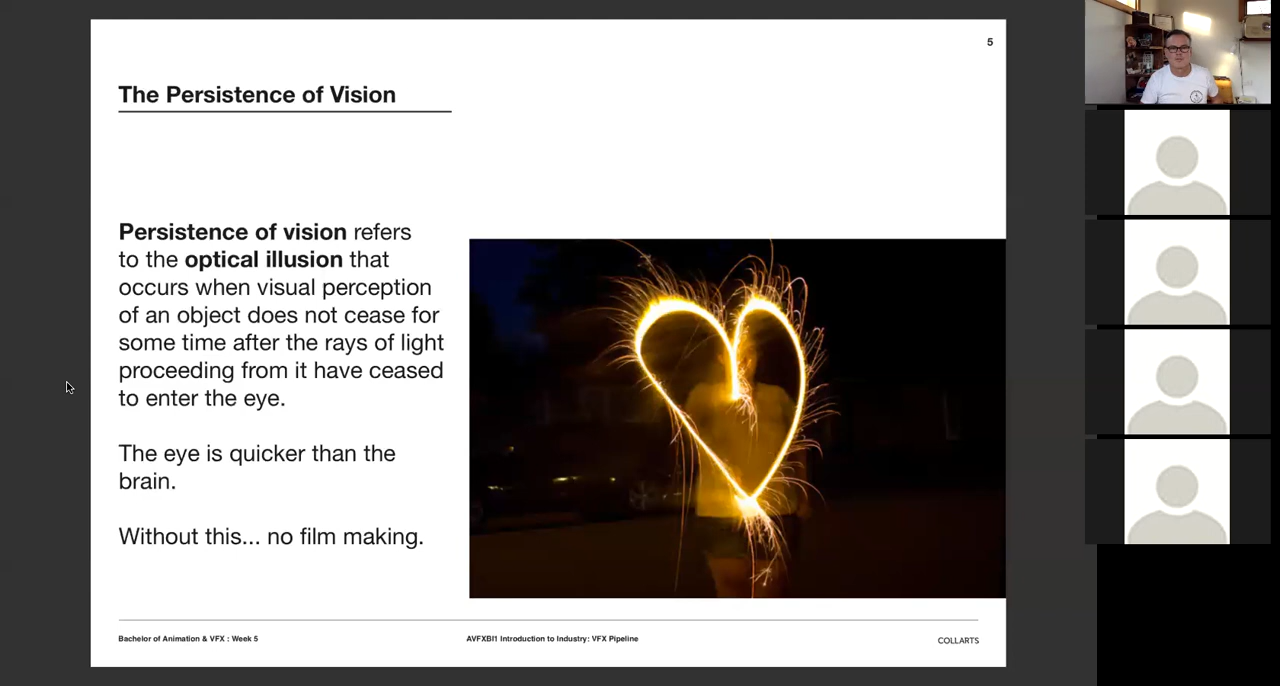 5
The Persistence of Vision
Persistence of vision refers
to the optical illusion that
occurs when visual perception
of an object does not cease for
some time after the rays of light
proceeding from it have ceased
to enter the eye.
The eye is quicker than the
brain.
Without this... no film making.
Bachelor of Animation & VFX : Week 5
AVFXBI1 Introduction to Industry: VFX Pipeline
COLLARTS